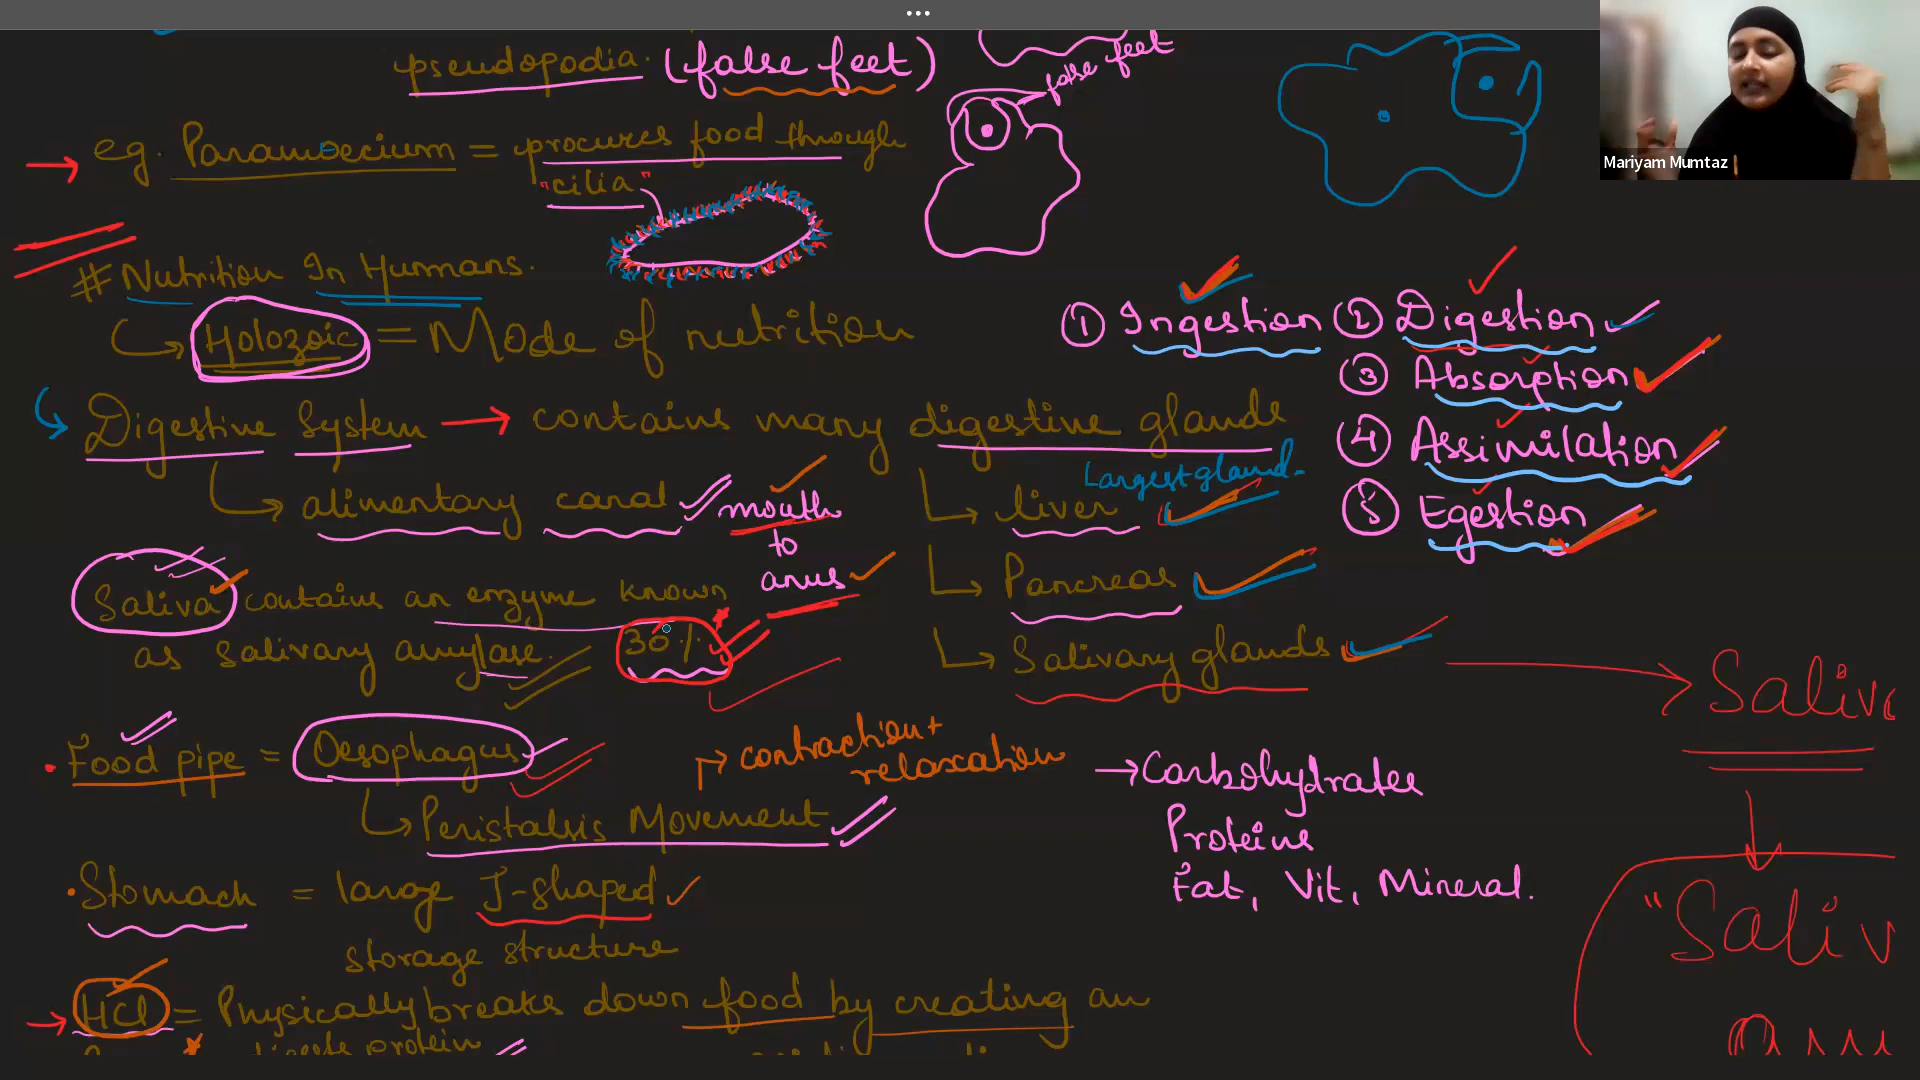 pseudopodia. (false feet)
false feet
eg. Paramoecium = procures food through
"cilia"
# Nutrition In Humans.
Holozoic = Mode of nutrition
① Ingestion ② Digestion
③ Absorption
④ Assimilation
⑤ Egestion
Digestive System → contains many digestive glands
alimentary canal
mouth
to
anus
Largest gland.
liver
Pancreas
Salivary glands
Saliva contains an enzyme known
as salivary amylase.
30%
Food pipe = Oesophagus
contraction +
relaxation
Peristalsis Movement
→ Carbohydrates
Proteins
Fat, Vit, Mineral.
Stomach = large J-shaped
storage structure
→ HCl = Physically breaks down food by creating an
digests protein
"Saliv
Mariyam Mumtaz